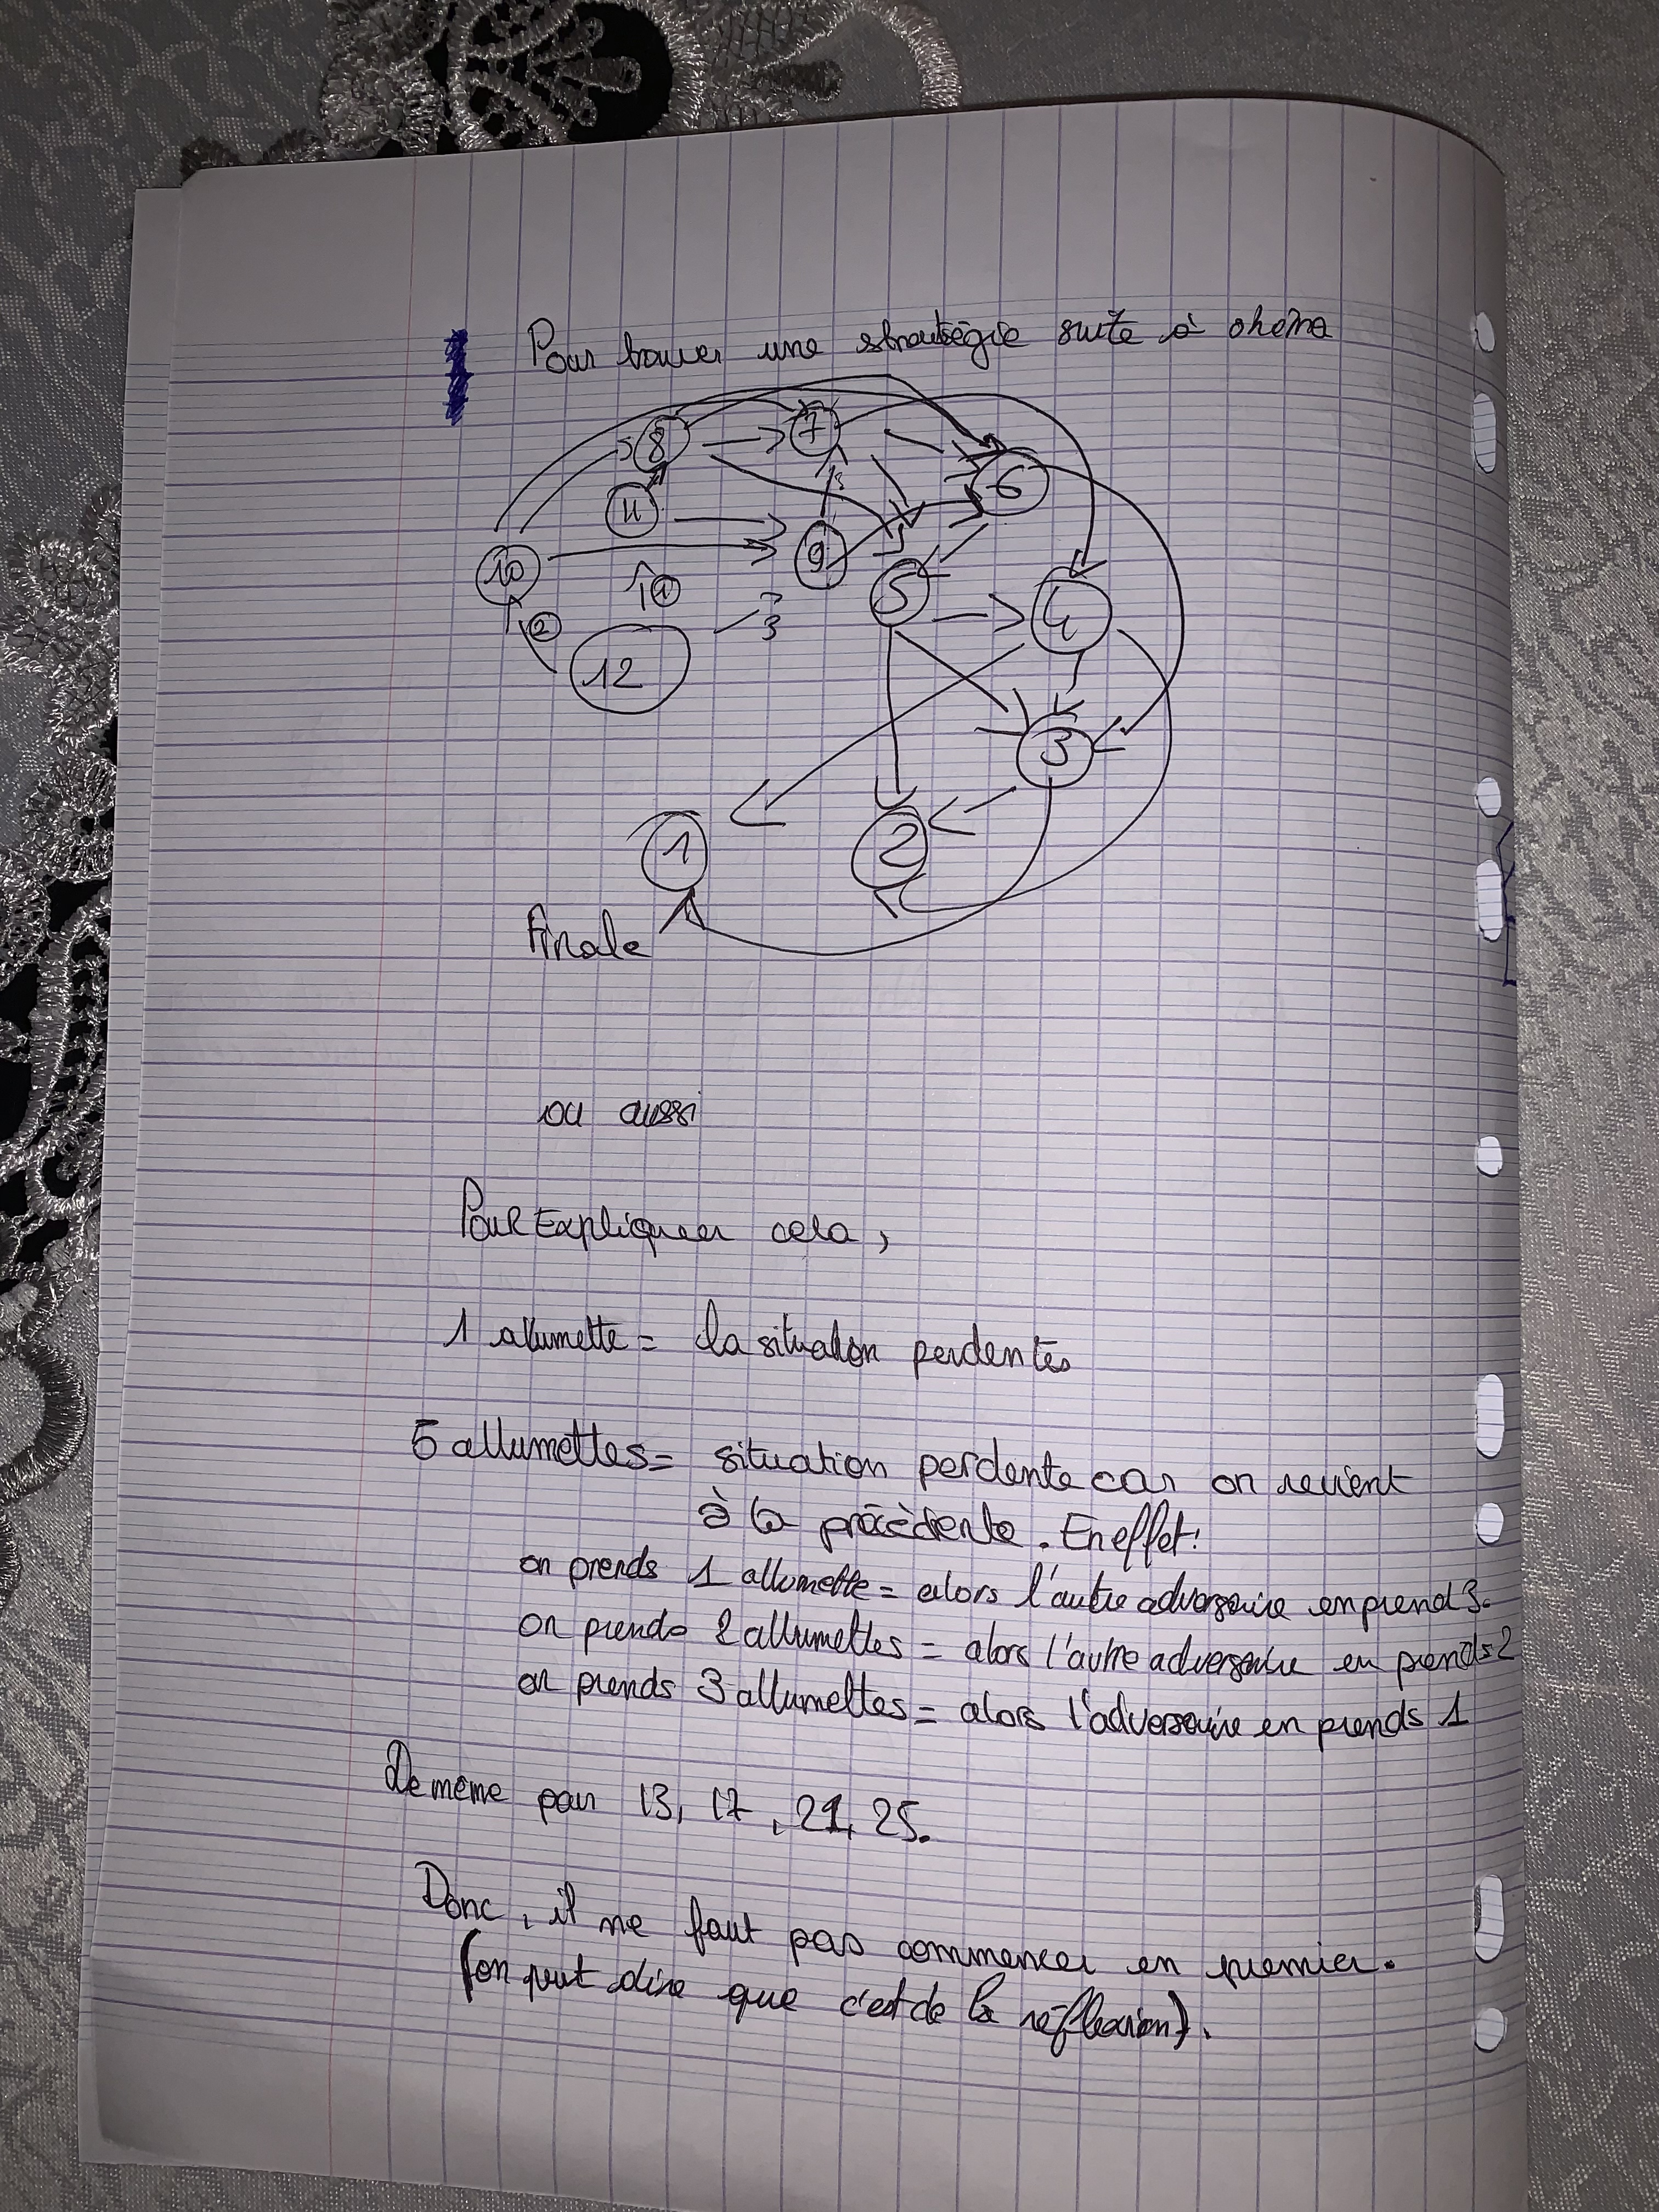 Pour trouver une stratégie suite à shéma
8
7
6
11
9
10
5
4
12
3
1
2
Finale
ou aussi
Pour Expliquer cela,
1 allumette = la situation perdentes
5 allumettes = situation perdente car on revient
à la précèdente. En effet:
on prends 1 allumette = alors l'autre adversaire en prend 3.
on prends 2 allumettes = alors l'autre adversaire en prends 2
on prends 3 allumettes = alors l'adversaire en prends 1
De même pour 13, 17, 21, 25.
Donc, il ne faut pas commencer en premier.
(on peut dire que c'est de la réflexion).